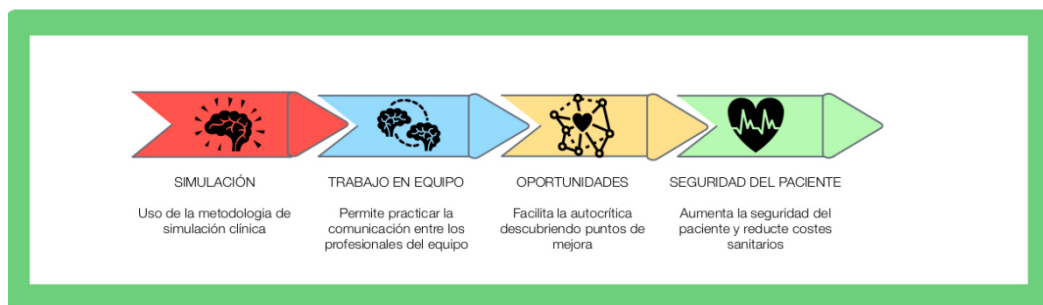 SIMULACIÓN
Uso de la metodologia de
simulación clínica
TRABAJO EN EQUIPO
Permite practicar la
comunicación entre los
profesionales del equipo
OPORTUNIDADES
Facilita la autocrítica
descubriendo puntos de
mejora
SEGURIDAD DEL PACIENTE
Aumenta la seguridad del
paciente y reducte costes
sanitarios